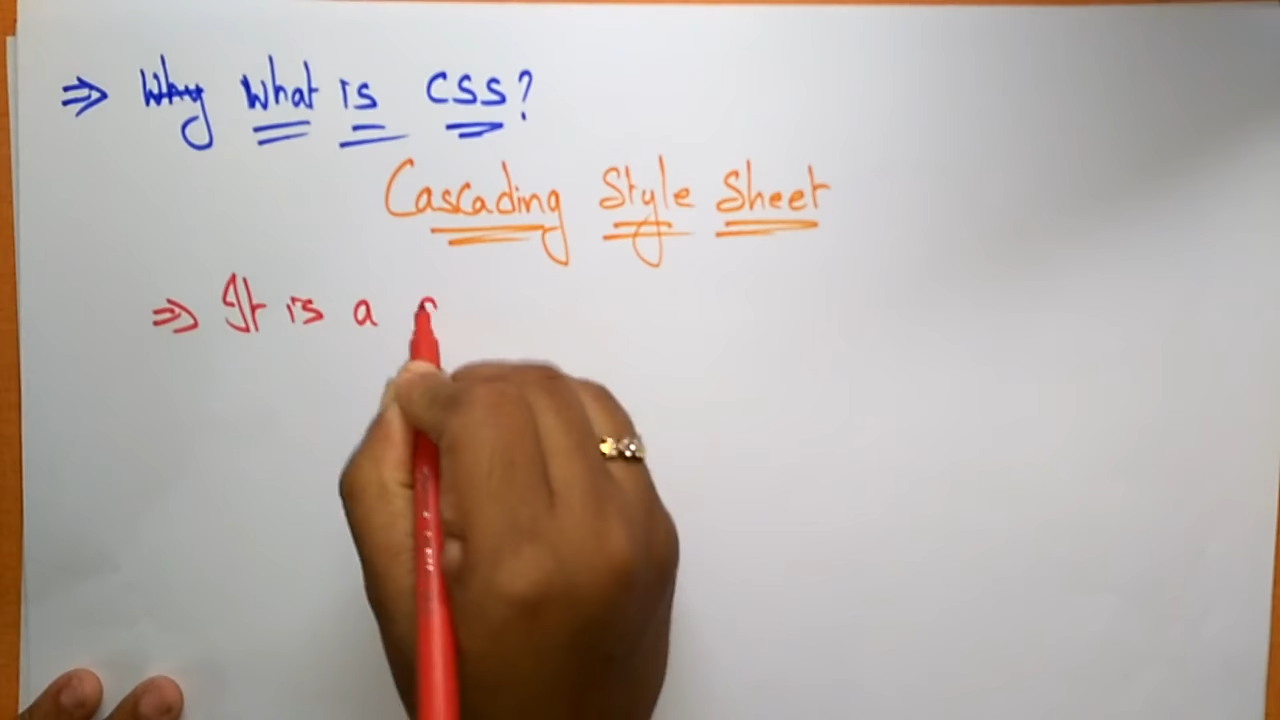 ⇒ Why What is CSS?
Cascading Style Sheet
⇒ It is a